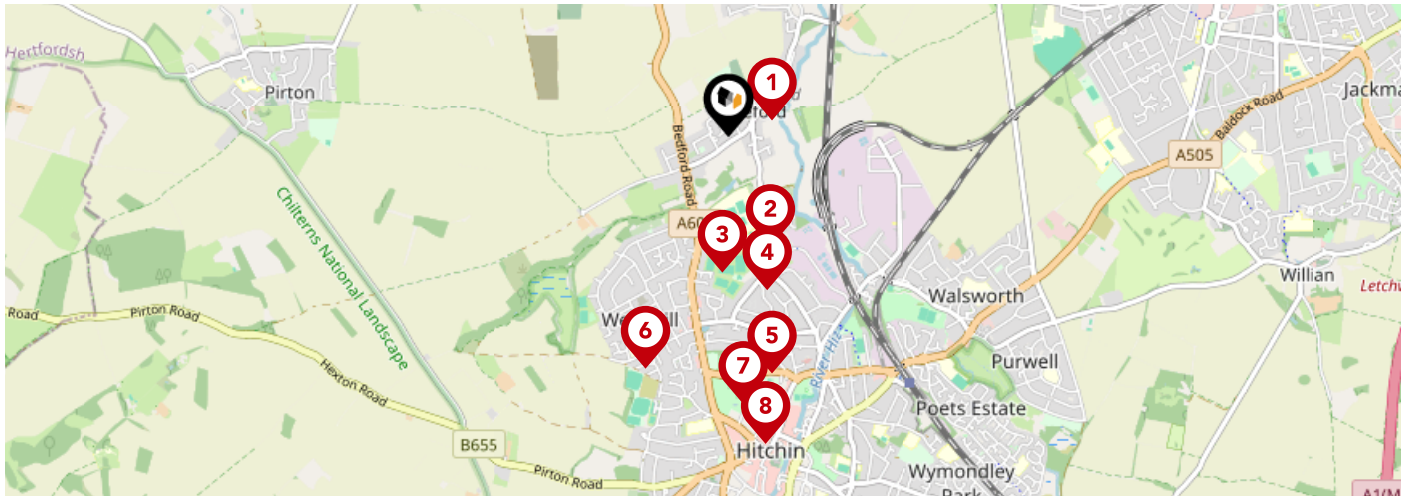 Hertfordsh
Pirton
1
eford
Bedford Road
Jackma
Baldock Road
A505
Chilterns National Landscape
2
A60
3
4
Willian
Letchw
Walsworth
Road
Pirton Road
6
5
River Hiz
Purwell
7
Hexton Road
8
Poets Estate
B655
Hitchin
Pirton Road
Wymondley
Park
A1(M